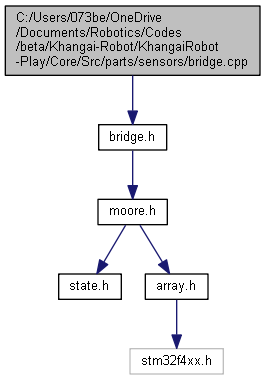 C:/Users/073be/OneDrive
/Documents/Robotics/Codes
/beta/Khangai-Robot/KhangaiRobot
-Play/Core/Src/parts/sensors/bridge.cpp
bridge.h
moore.h
state.h
array.h
stm32f4xx.h